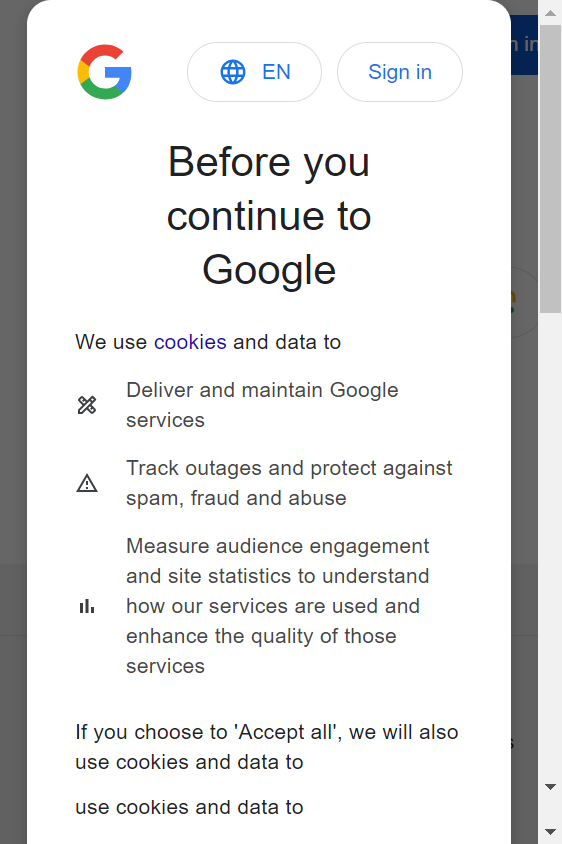 EN
Sign in
Before you
continue to
Google
We use cookies and data to
Deliver and maintain Google
services
Track outages and protect against
spam, fraud and abuse
Measure audience engagement
and site statistics to understand
how our services are used and
enhance the quality of those
services
If you choose to 'Accept all', we will also
use cookies and data to
use cookies and data to